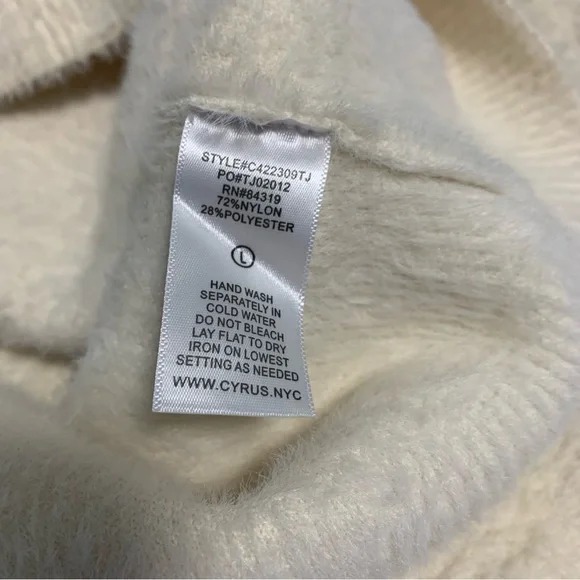 STYLE#C422309TJ
PO#TJ02012
RN#84319
72%NYLON
28%POLYESTER
L
HAND WASH
SEPARATELY IN
COLD WATER
DO NOT BLEACH
LAY FLAT TO DRY
IRON ON LOWEST
SETTING AS NEEDED
WWW.CYRUS.NYC